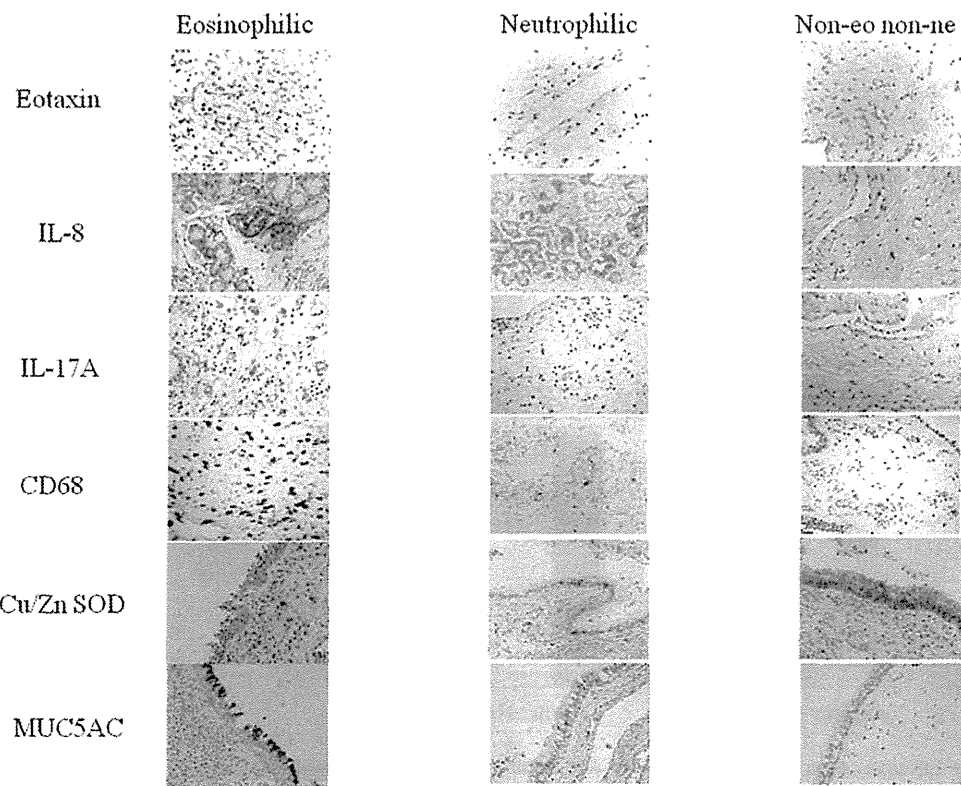 Eosinophilic Neutrophilic Non-eo non-ne
Eotaxin
IL-8
IL-17A
CD68
Cu/Zn SOD
MUC5AC